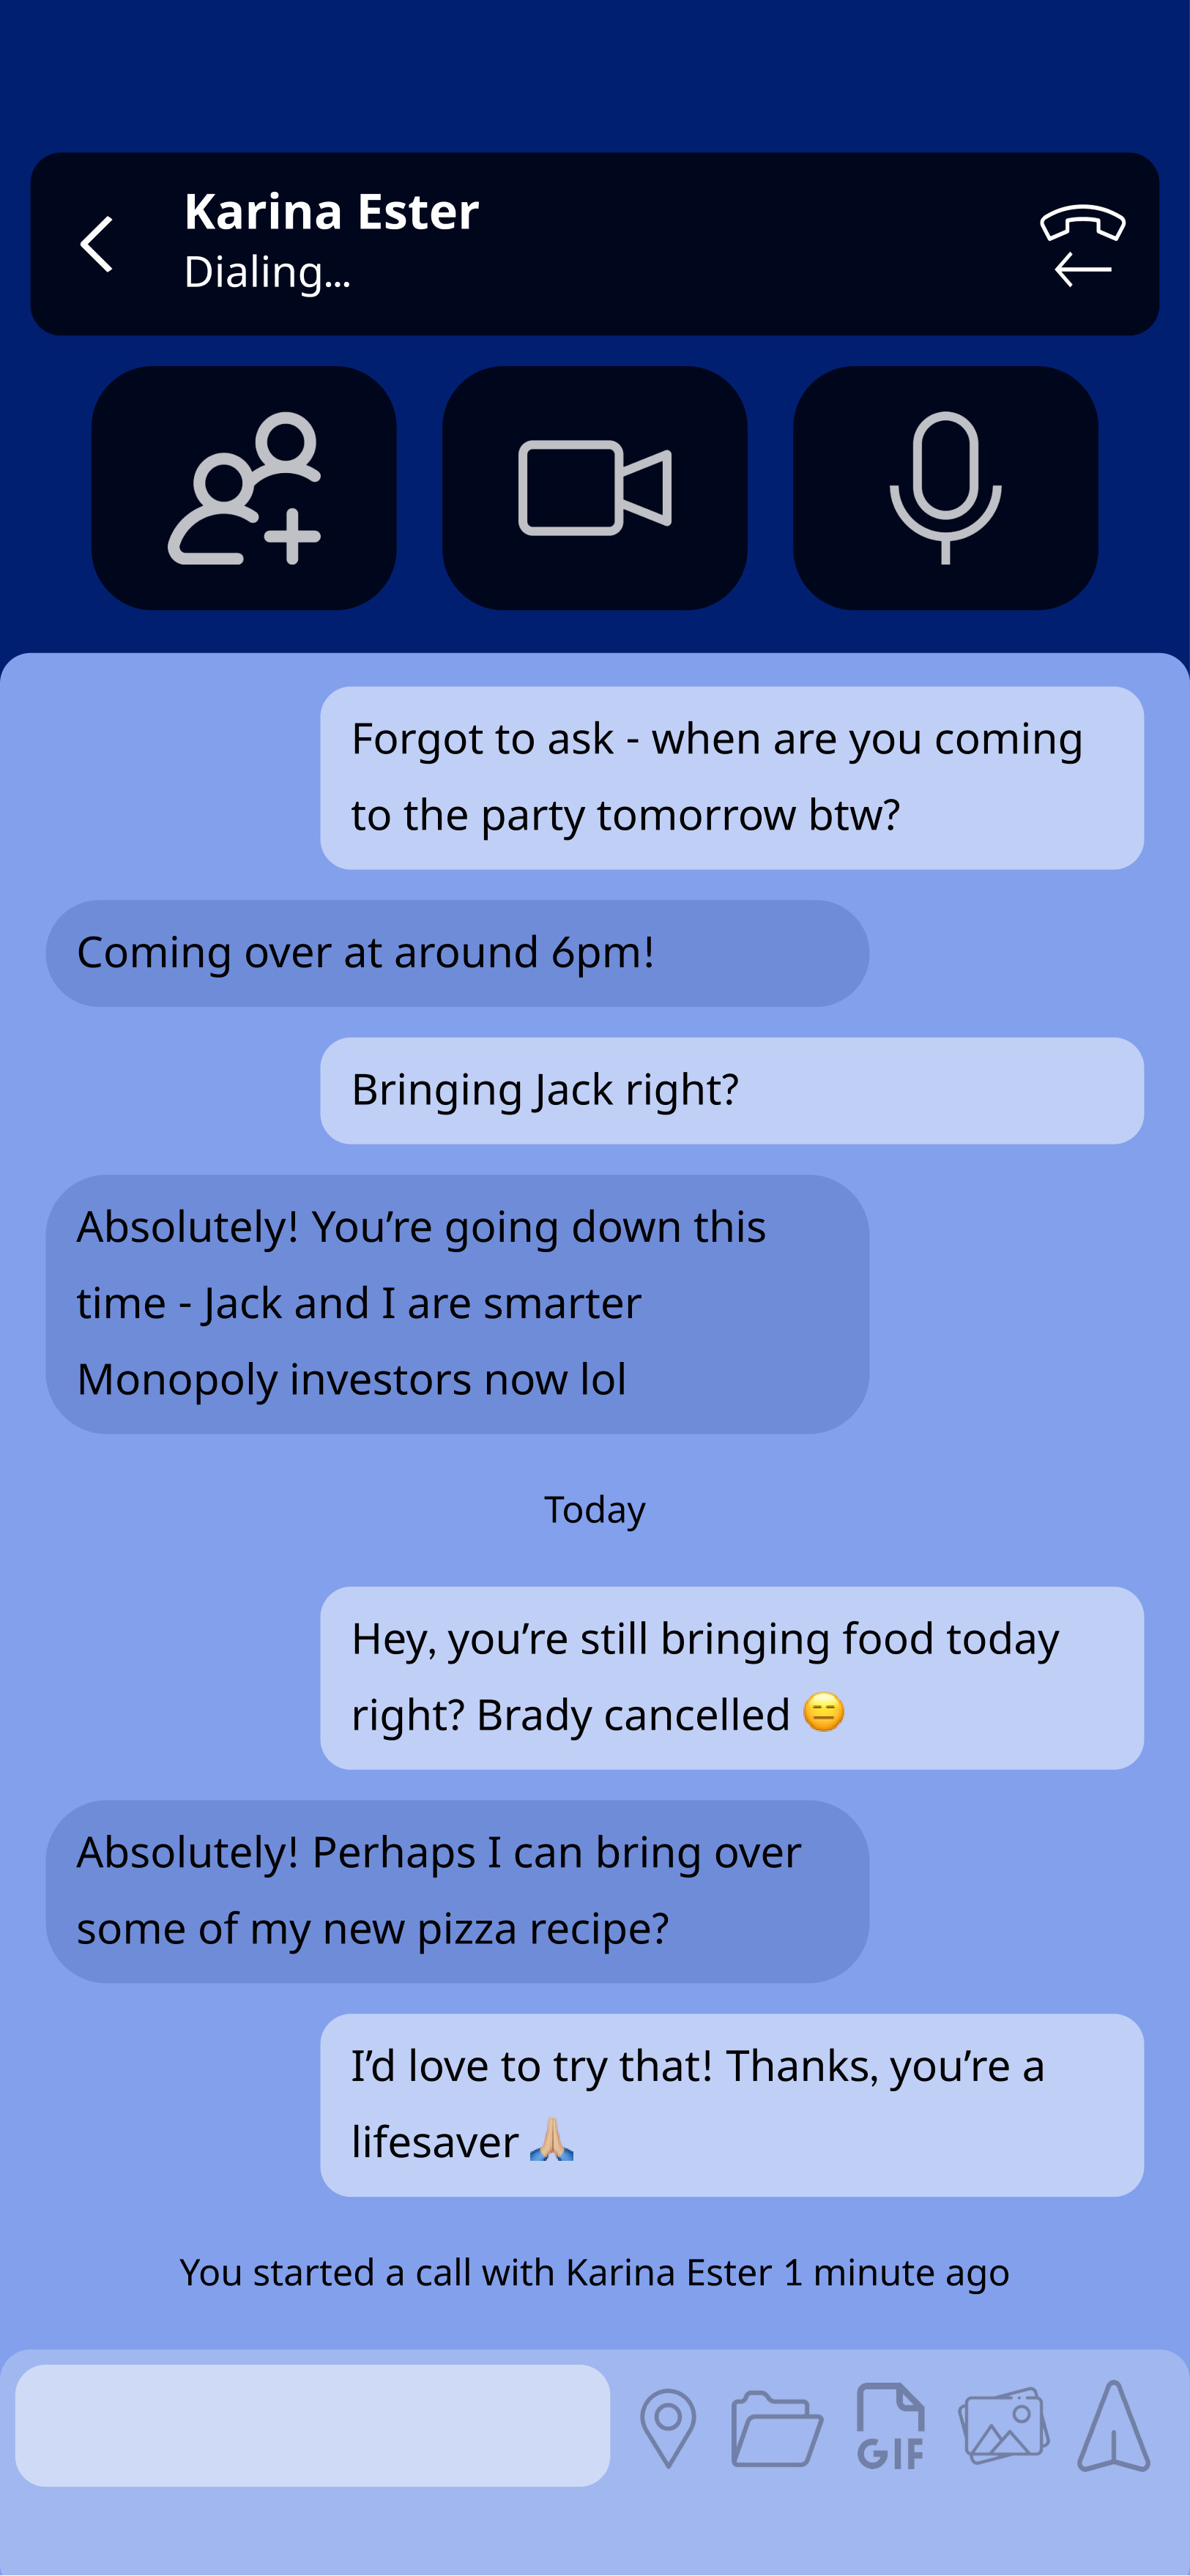 Karina Ester
Dialing...
Forgot to ask - when are you coming
to the party tomorrow btw?
Coming over at around 6pm!
Bringing Jack right?
Absolutely! You’re going down this
time - Jack and I are smarter
Monopoly investors now lol
Today
Hey, you’re still bringing food today
right? Brady cancelled 😑
Absolutely! Perhaps I can bring over
some of my new pizza recipe?
I’d love to try that! Thanks, you’re a
lifesaver 🙏🏼
You started a call with Karina Ester 1 minute ago
GIF